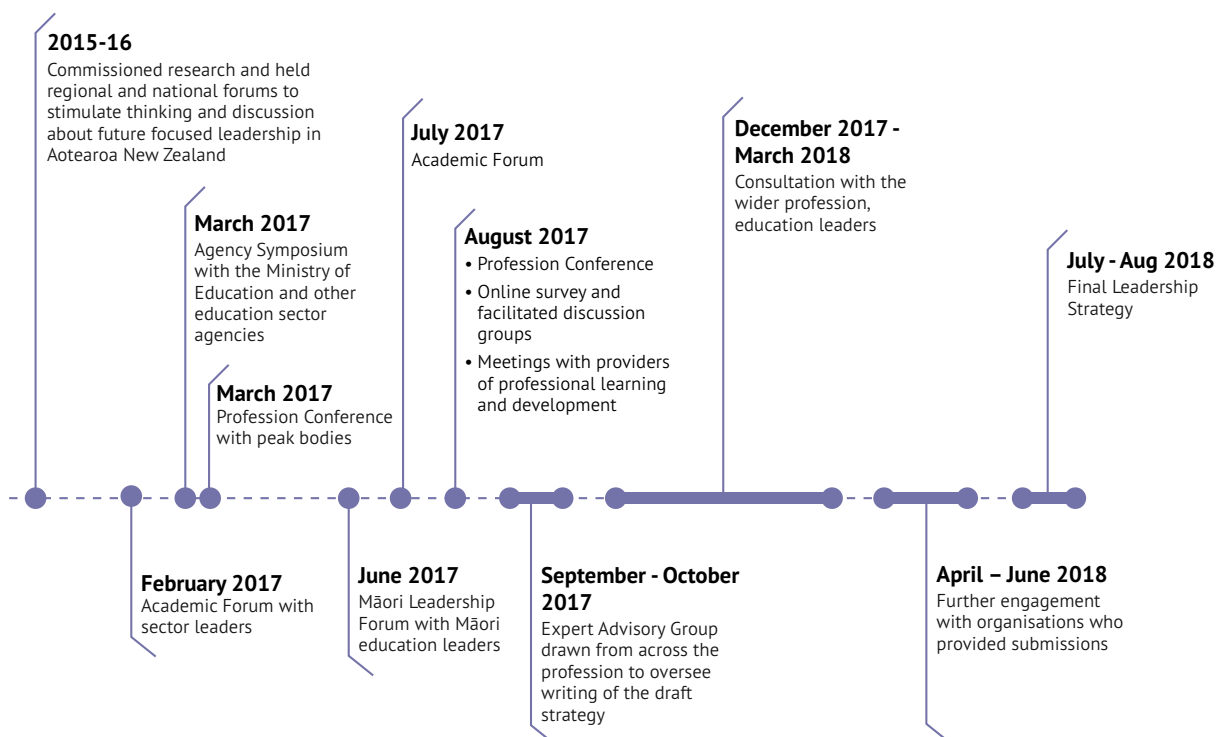 2015-16
Commissioned research and held
regional and national forums to
stimulate thinking and discussion
about future focused leadership in
Aotearoa New Zealand
March 2017
Agency Symposium
with the Ministry of
Education and other
education sector
agencies
March 2017
Profession Conference
with peak bodies
July 2017
Academic Forum
August 2017
• Profession Conference
• Online survey and
facilitated discussion
groups
• Meetings with providers
of professional learning
and development
December 2017 -
March 2018
Consultation with the
wider profession,
education leaders
July - Aug 2018
Final Leadership
Strategy
February 2017
Academic Forum with
sector leaders
June 2017
Māori Leadership
Forum with Māori
education leaders
September - October
2017
Expert Advisory Group
drawn from across the
profession to oversee
writing of the draft
strategy
April – June 2018
Further engagement
with organisations who
provided submissions